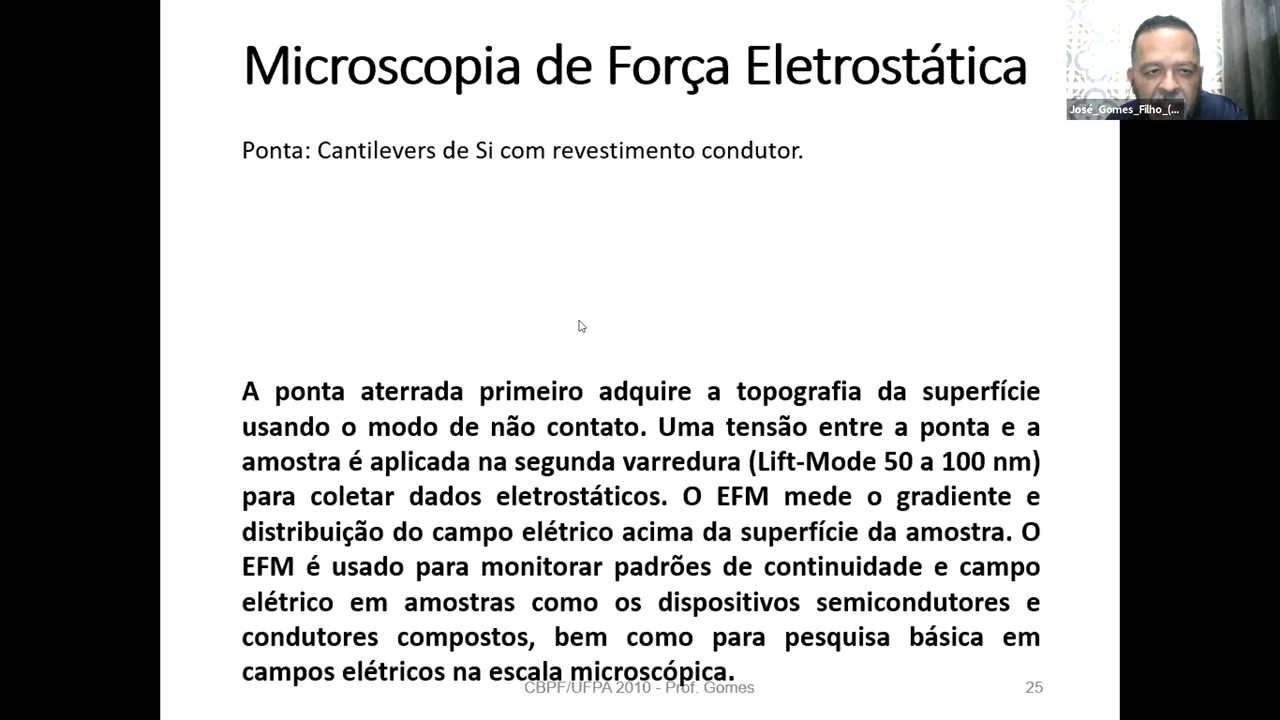 Microscopia de Força Eletrostática
José_Gomes_Filho_(...
Ponta: Cantilevers de Si com revestimento condutor.
A ponta aterrada primeiro adquire a topografia da superfície
usando o modo de não contato. Uma tensão entre a ponta e a
amostra é aplicada na segunda varredura (Lift-Mode 50 a 100 nm)
para coletar dados eletrostáticos. O EFM mede o gradiente e
distribuição do campo elétrico acima da superfície da amostra. O
EFM é usado para monitorar padrões de continuidade e campo
elétrico em amostras como os dispositivos semicondutores e
condutores compostos, bem como para pesquisa básica em
campos elétricos na escala microscópica.
CBPF/UFPA 2010 - Prof. Gomes
25